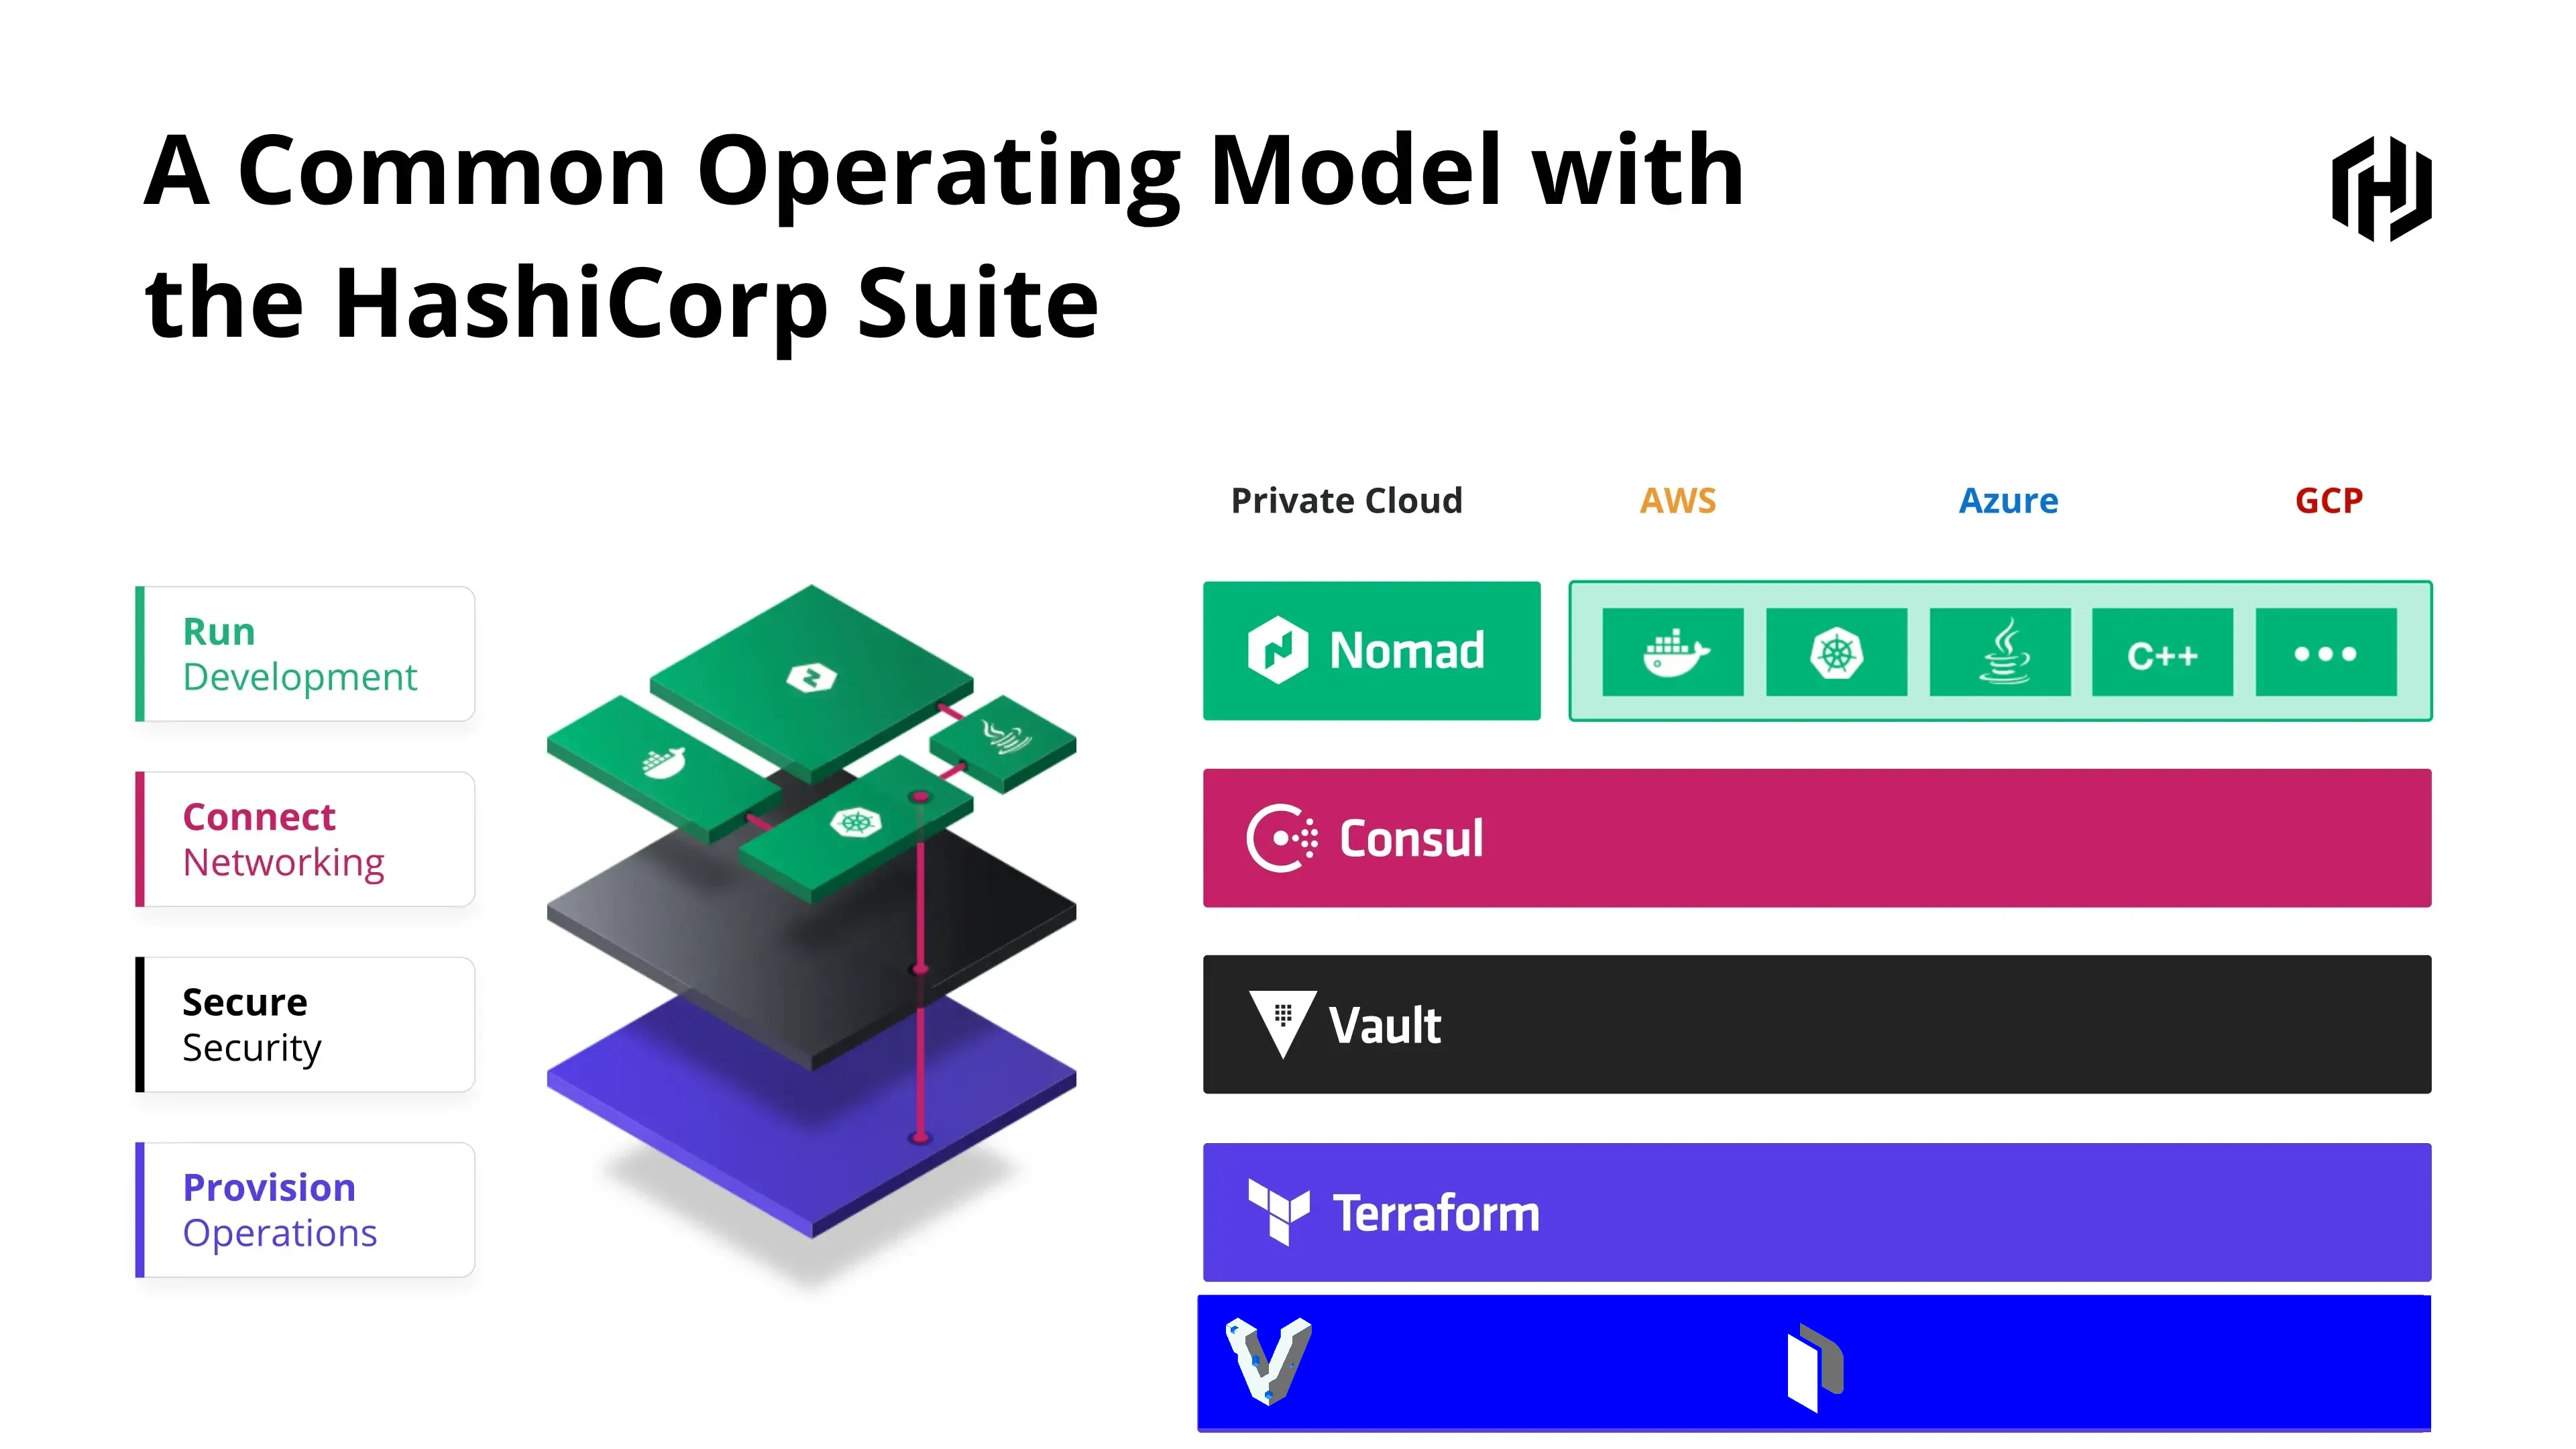 A Common Operating Model with
the HashiCorp Suite
Private Cloud
AWS
Azure
GCP
Run
Development
Connect
Networking
Secure
Security
Provision
Operations
Nomad
C++
Consul
Vault
Terraform